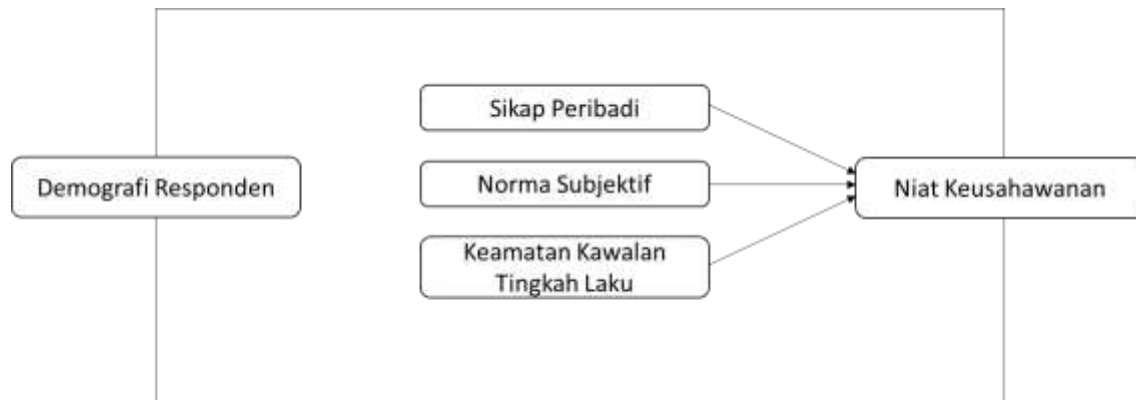 Sikap Peribadi
Demografi Responden
Norma Subjektif
Niat Keusahawanan
Keamatan Kawalan
Tingkah Laku